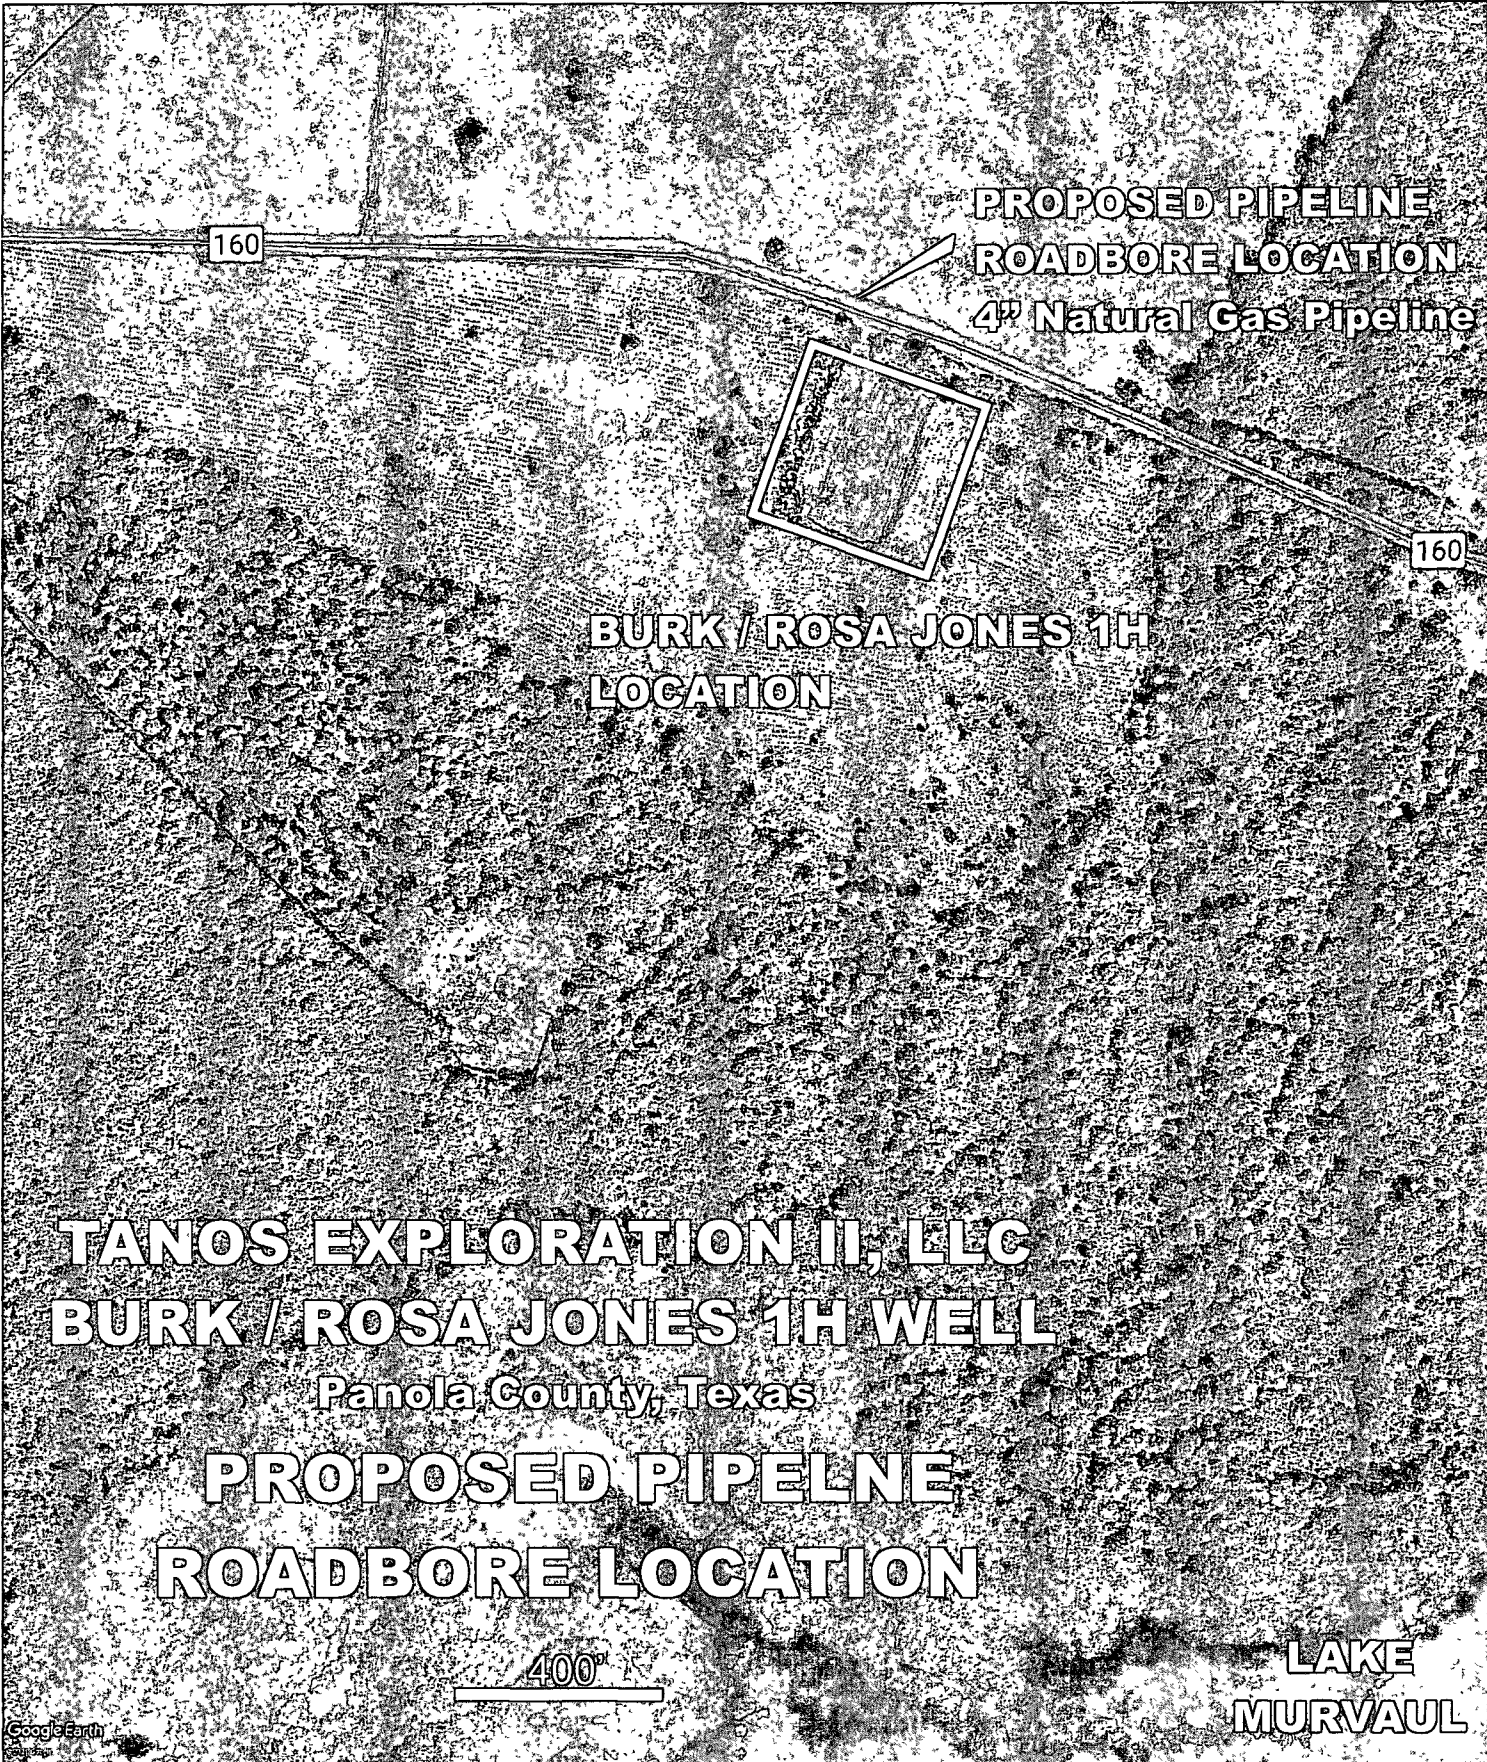 PROPOSED PIPELINE
160
ROADBORE LOCATION
4" Natural Gas Pipeline
160
BURK / ROSA JONES 1H
LOCATION
TANOS EXPLORATION II, LLC
BURK / ROSA JONES 1H WELL
Panola County, Texas
PROPOSED PIPELNE
ROADBORE LOCATION
400'
LAKE
MURVAUL
Google Earth